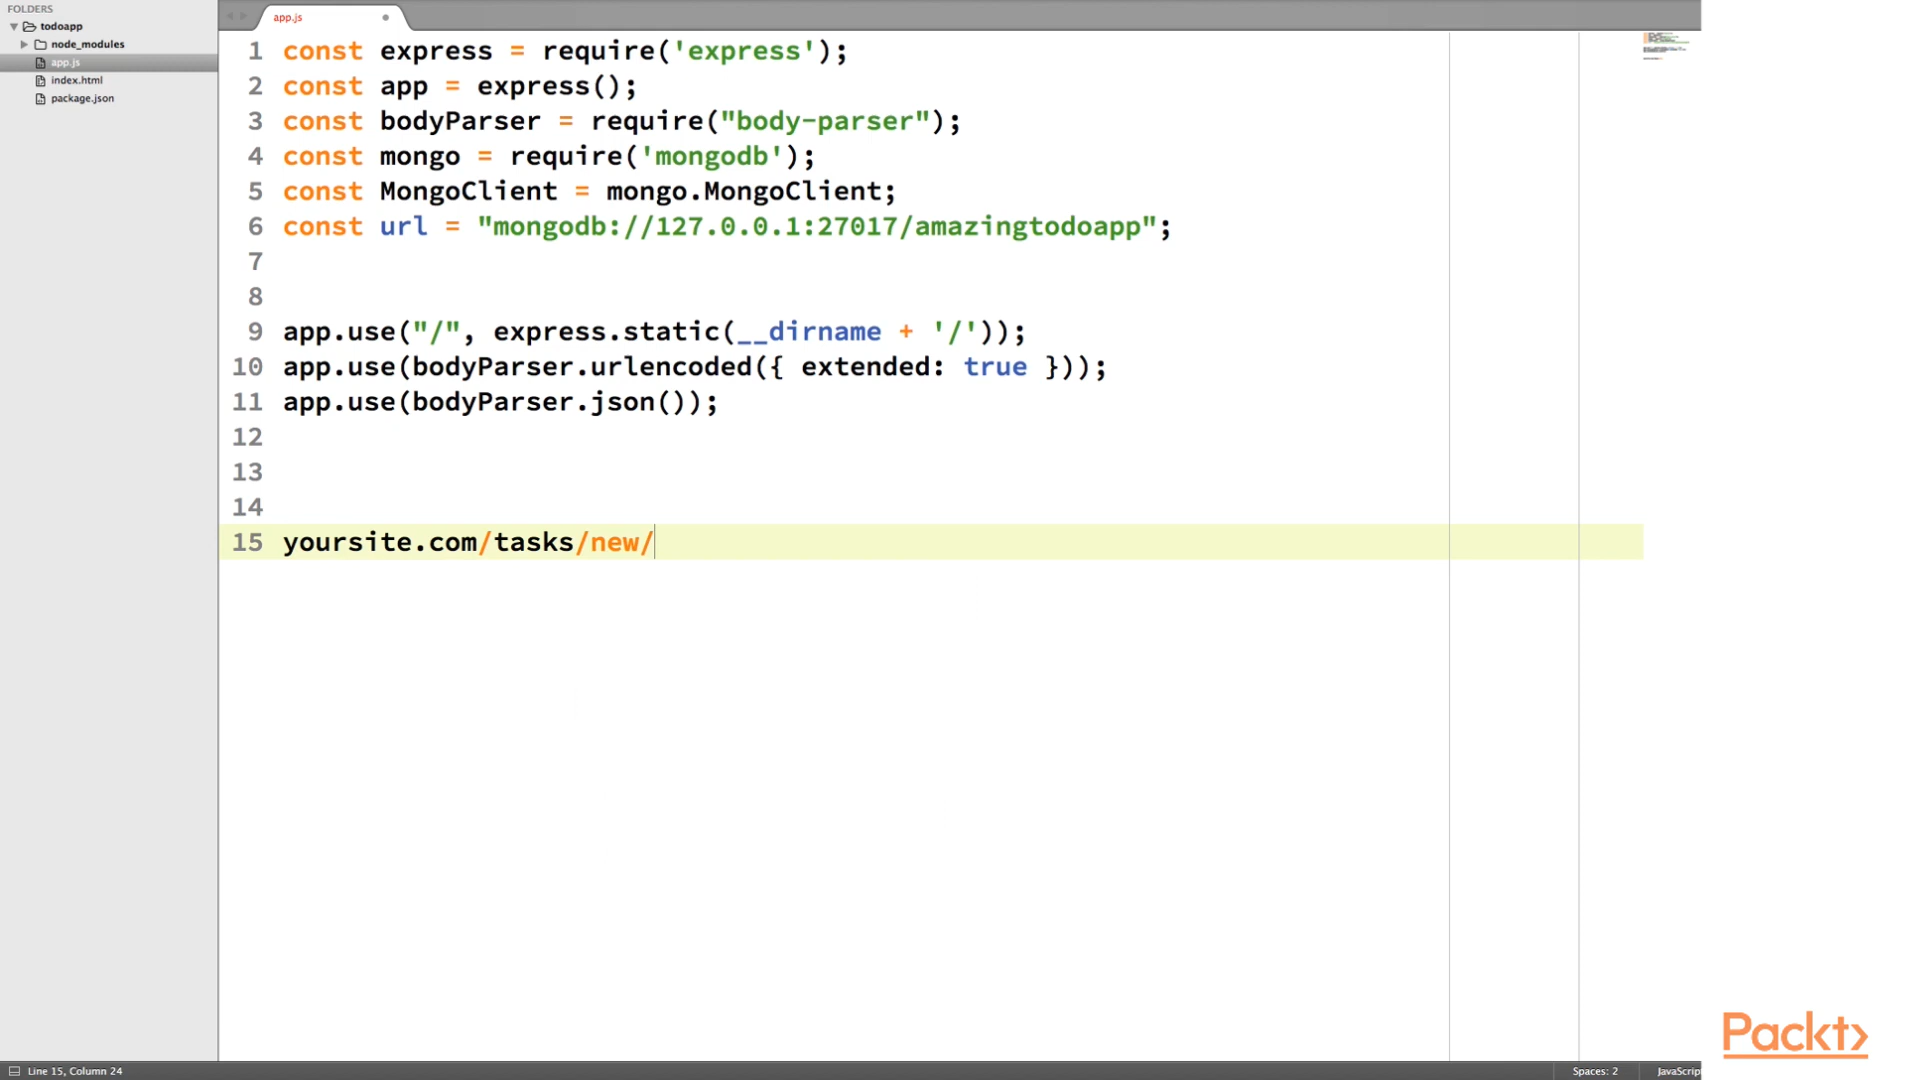 FOLDERS
todoapp
node_modules
app.js
index.html
package.json
app.js
1 const express = require('express');
2 const app = express();
3 const bodyParser = require("body-parser");
4 const mongo = require('mongodb');
5 const MongoClient = mongo.MongoClient;
6 const url = "mongodb://127.0.0.1:27017/amazingtodoapp";
7
8
9 app.use("/", express.static(__dirname + '/'));
10 app.use(bodyParser.urlencoded({ extended: true }));
11 app.use(bodyParser.json());
12
13
14
15 yoursite.com/tasks/new/
Packt>
Line 15, Column 24
Spaces: 2
JavaScrip